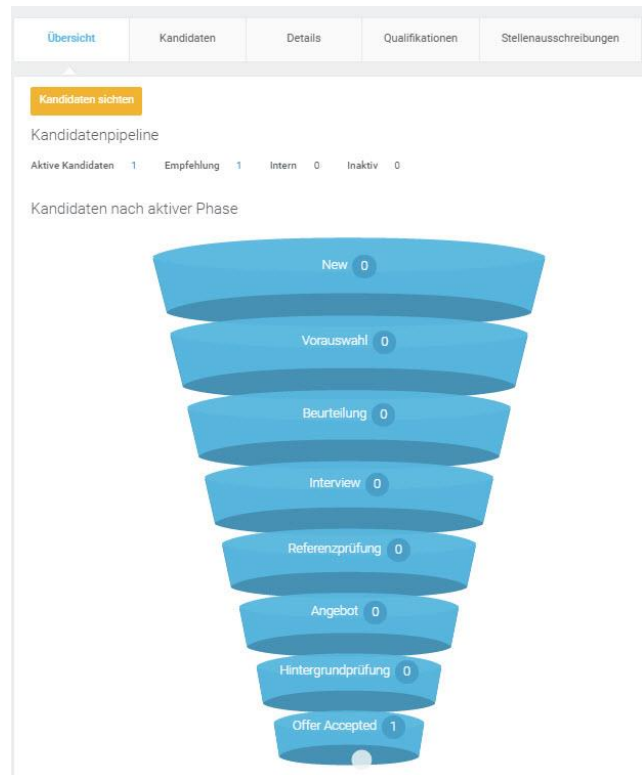 Übersicht Kandidaten Details Qualifikationen Stellenausschreibungen
Kandidaten sichten
Kandidatenpipeline
Aktive Kandidaten 1 Empfehlung 1 Intern 0 Inaktiv 0
Kandidaten nach aktiver Phase
New 0
Vorauswahl 0
Beurteilung 0
Interview 0
Referenzprüfung 0
Angebot 0
Hintergrundprüfung 0
Offer Accepted 1